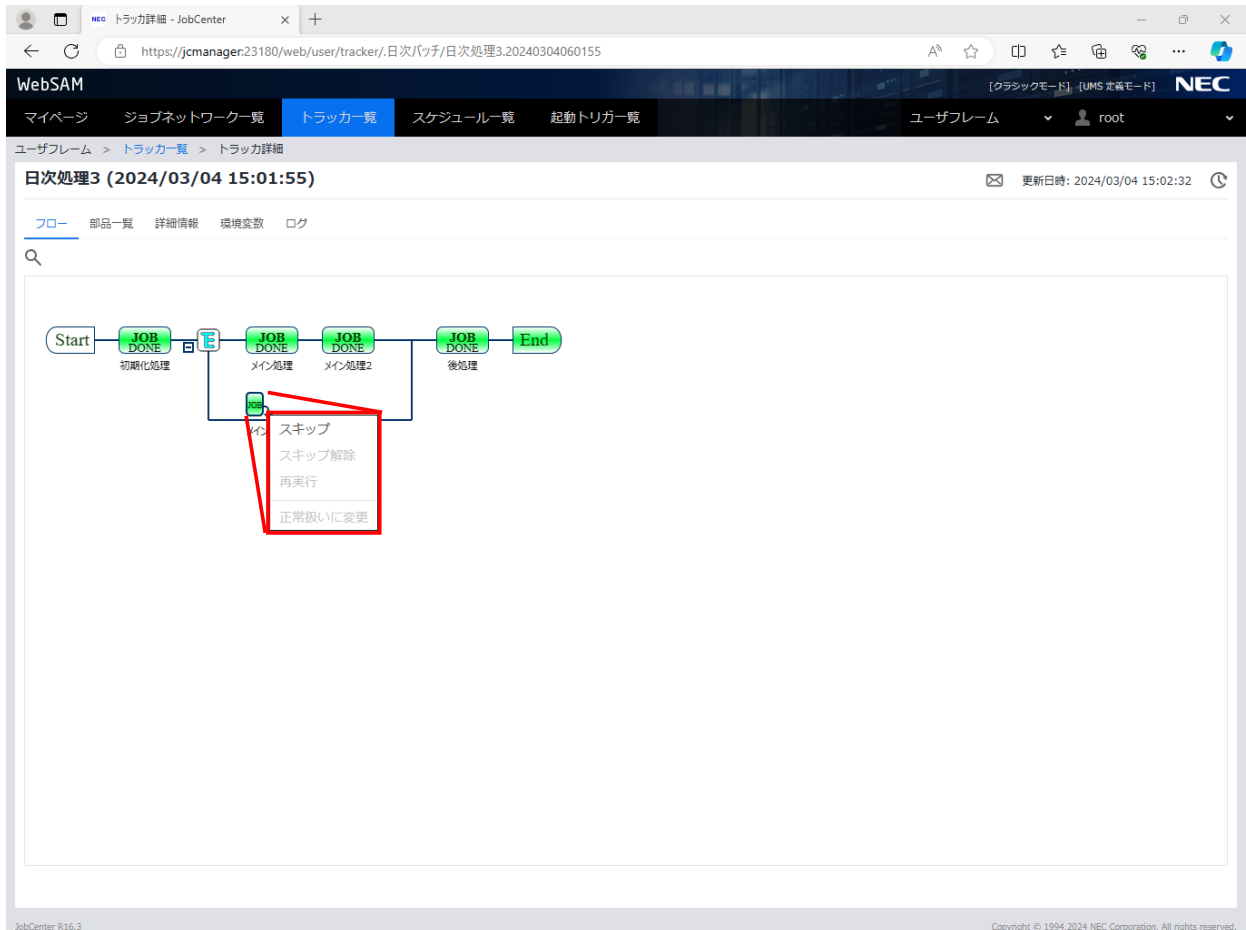 NEC トラッカ詳細 - JobCenter
https://jcmanager:23180/web/user/tracker/.日次バッチ/日次処理3.20240304060155
WebSAM [クラシックモード] [UMS 定義モード] NEC
マイページ ジョブネットワーク一覧 トラッカ一覧 スケジュール一覧 起動トリガ一覧 ユーザフレーム root
ユーザフレーム > トラッカ一覧 > トラッカ詳細
日次処理3 (2024/03/04 15:01:55) 更新日時: 2024/03/04 15:02:32
フロー 部品一覧 詳細情報 環境変数 ログ
Start JOB DONE E JOB DONE JOB DONE JOB DONE End
初期化処理 メイン処理 メイン処理2 後処理
JOB
メイン
スキップ
スキップ解除
再実行
正常扱いに変更
JobCenter R16.3 Copyright © 1994.2024 NEC Corporation. All rights reserved.